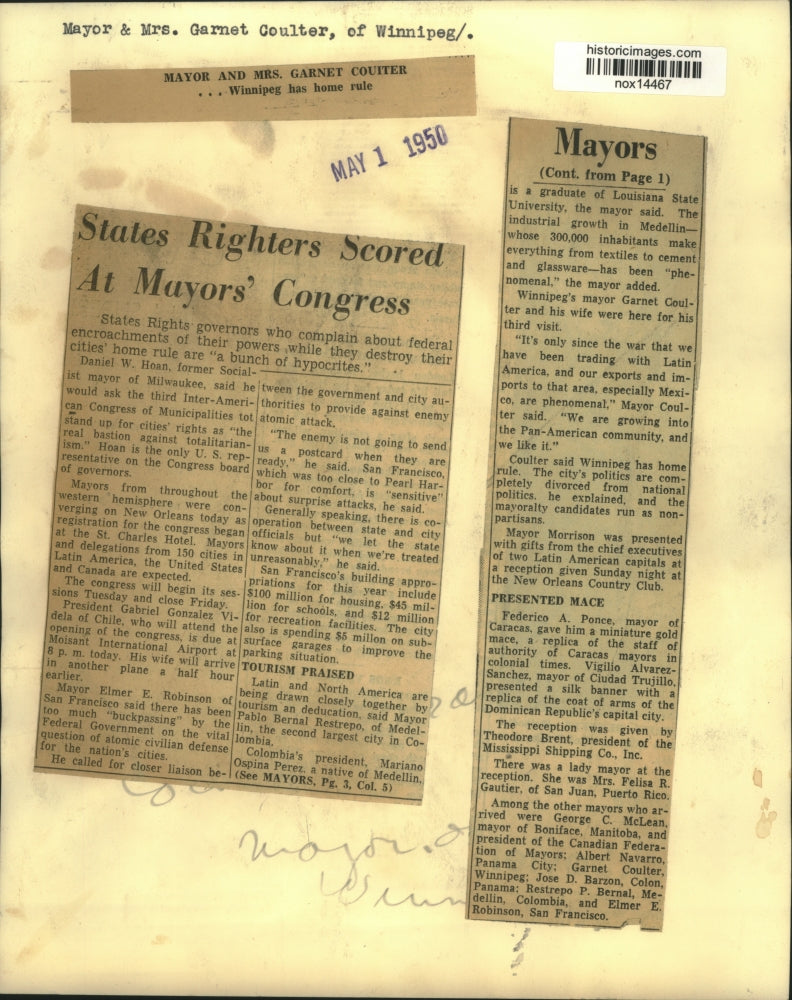 Mayor & Mrs. Garnet Coulter, of Winnipeg/.
historicimages.com
nox14467
MAYOR AND MRS. GARNET COUITER
. . . Winnipeg has home rule
MAY 1 1950
States Righters Scored
At Mayors' Congress
States Rights governors who complain about federal
encroachments of their powers while they destroy their
cities' home rule are "a bunch of hypocrites."
Daniel W. Hoan, former Social-
ist mayor of Milwaukee, said he
would ask the third Inter-Ameri-
can Congress of Municipalities tot
stand up for cities' rights as "the
real bastion against totalitarian-
ism." Hoan is the only U. S. rep-
resentative on the Congress board
of governors.
Mayors from throughout the
western hemisphere were con-
verging on New Orleans today as
registration for the congress began
at the St. Charles Hotel. Mayors
and delegations from 150 cities in
Latin America, the United States
and Canada are expected.
The congress will begin its ses-
sions Tuesday and close Friday.
President Gabriel Gonzalez Vi-
dela of Chile, who will attend the
opening of the congress, is due at
Moisant International Airport at
8 p. m. today. His wife will arrive
in another plane a half hour
earlier.
Mayor Elmer E. Robinson of
San Francisco said there has been
too much "buckpassing" by the
Federal Government on the vital
question of atomic civilian defense
for the nation's cities.
He called for closer liaison be-
tween the government and city au-
thorities to provide against enemy
atomic attack.
"The enemy is not going to send
us a postcard when they are
ready," he said. San Francisco,
which was too close to Pearl Har-
bor for comfort, is "sensitive"
about surprise attacks, he said.
Generally speaking, there is co-
operation between state and city
officials but "we let the state
know about it when we're treated
unreasonably," he said.
San Francisco's building appro-
priations for this year include
$100 million for housing, $45 mil-
lion for schools, and $12 million
for recreation facilities. The city
also is spending $5 millon on sub-
surface garages to improve the
parking situation.
TOURISM PRAISED
Latin and North America are
being drawn closely together by
tourism an deducation, said Mayor
Pablo Bernal Restrepo, of Medel-
lin, the second largest city in Co-
lombia.
Colombia's president, Mariano
Ospina Perez, a native of Medellin,
(See MAYORS, Pg. 3, Col. 5)
Mayors
(Cont. from Page 1)
is a graduate of Louisiana State
University, the mayor said. The
industrial growth in Medellin—
whose 300,000 inhabitants make
everything from textiles to cement
and glassware—has been "phe-
nomenal," the mayor added.
Winnipeg's mayor Garnet Coul-
ter and his wife were here for his
third visit.
"It's only since the war that we
have been trading with Latin
America, and our exports and im-
ports to that area, especially Mexi-
co, are phenomenal," Mayor Coul-
ter said. "We are growing into
the Pan-American community, and
we like it."
Coulter said Winnipeg has home
rule. The city's politics are com-
pletely divorced from national
politics, he explained, and the
mayoralty candidates run as non-
partisans.
Mayor Morrison was presented
with gifts from the chief executives
of two Latin American capitals at
a reception given Sunday night at
the New Orleans Country Club.
PRESENTED MACE
Federico A. Ponce, mayor of
Caracas, gave him a miniature gold
mace, a replica of the staff of
authority of Caracas mayors in
colonial times. Vigilio Alvarez-
Sanchez, mayor of Ciudad Trujillo,
presented a silk banner with a
replica of the coat of arms of the
Dominican Republic's capital city.
The reception was given by
Theodore Brent, president of the
Mississippi Shipping Co., Inc.
There was a lady mayor at the
reception. She was Mrs. Felisa R.
Gautier, of San Juan, Puerto Rico.
Among the other mayors who ar-
rived were George C. McLean,
mayor of Boniface, Manitoba, and
president of the Canadian Federa-
tion of Mayors; Albert Navarro,
Panama City; Garnet Coulter,
Winnipeg; Jose D. Barzon, Colon,
Panama; Restrepo P. Bernal, Me-
dellin, Colombia, and Elmer E.
Robinson, San Francisco.
mayor.